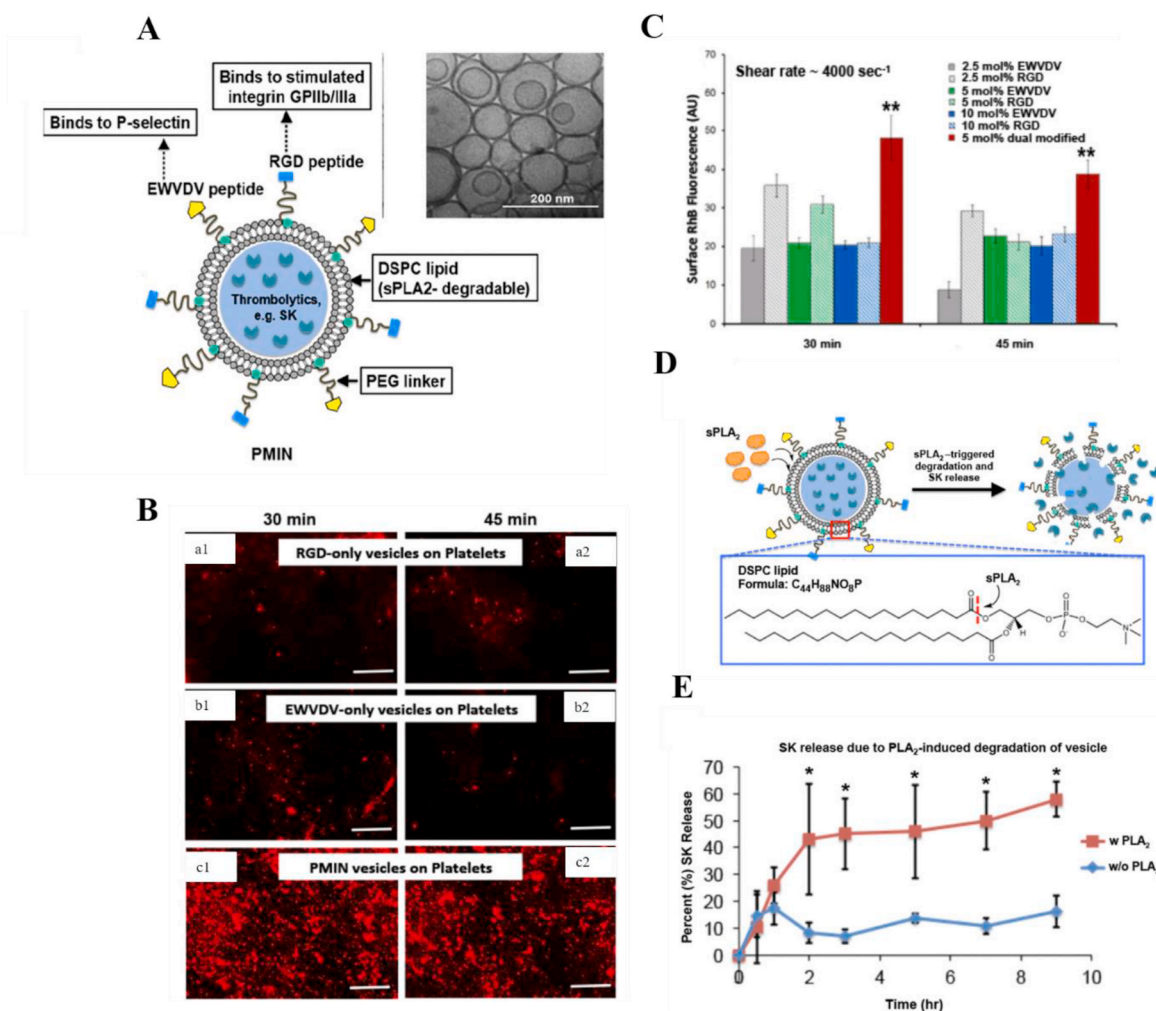 A
Binds to stimulated
integrin GPIIb/IIIa
Binds to P-selectin
RGD peptide
EWVDV peptide
200 nm
DSPC lipid
(sPLA2- degradable)
Thrombolytics,
e.g. SK
PEG linker
PMIN
B
30 min
45 min
a1
RGD-only vesicles on Platelets
a2
b1
EWVDV-only vesicles on Platelets
b2
c1
PMIN vesicles on Platelets
c2
C
70
60
50
40
30
20
10
0
Surface RhB Fluorescence (AU)
Shear rate ~ 4000 sec⁻¹
2.5 mol% EWVDV
2.5 mol% RGD
5 mol% EWVDV
5 mol% RGD
10 mol% EWVDV
10 mol% RGD
5 mol% dual modified
**
**
30 min
45 min
D
sPLA₂
sPLA₂–triggered
degradation and
SK release
DSPC lipid
Formula: C₄₄H₈₈NO₈P
sPLA₂
O
O
O
O
H
O
P
O
O⁻
O
N⁺
E
SK release due to PLA₂-induced degradation of vesicle
70
60
50
40
30
20
10
0
Percent (%) SK Release
*
*
*
*
*
w PLA₂
w/o PLA₂
0
2
4
6
8
10
Time (hr)